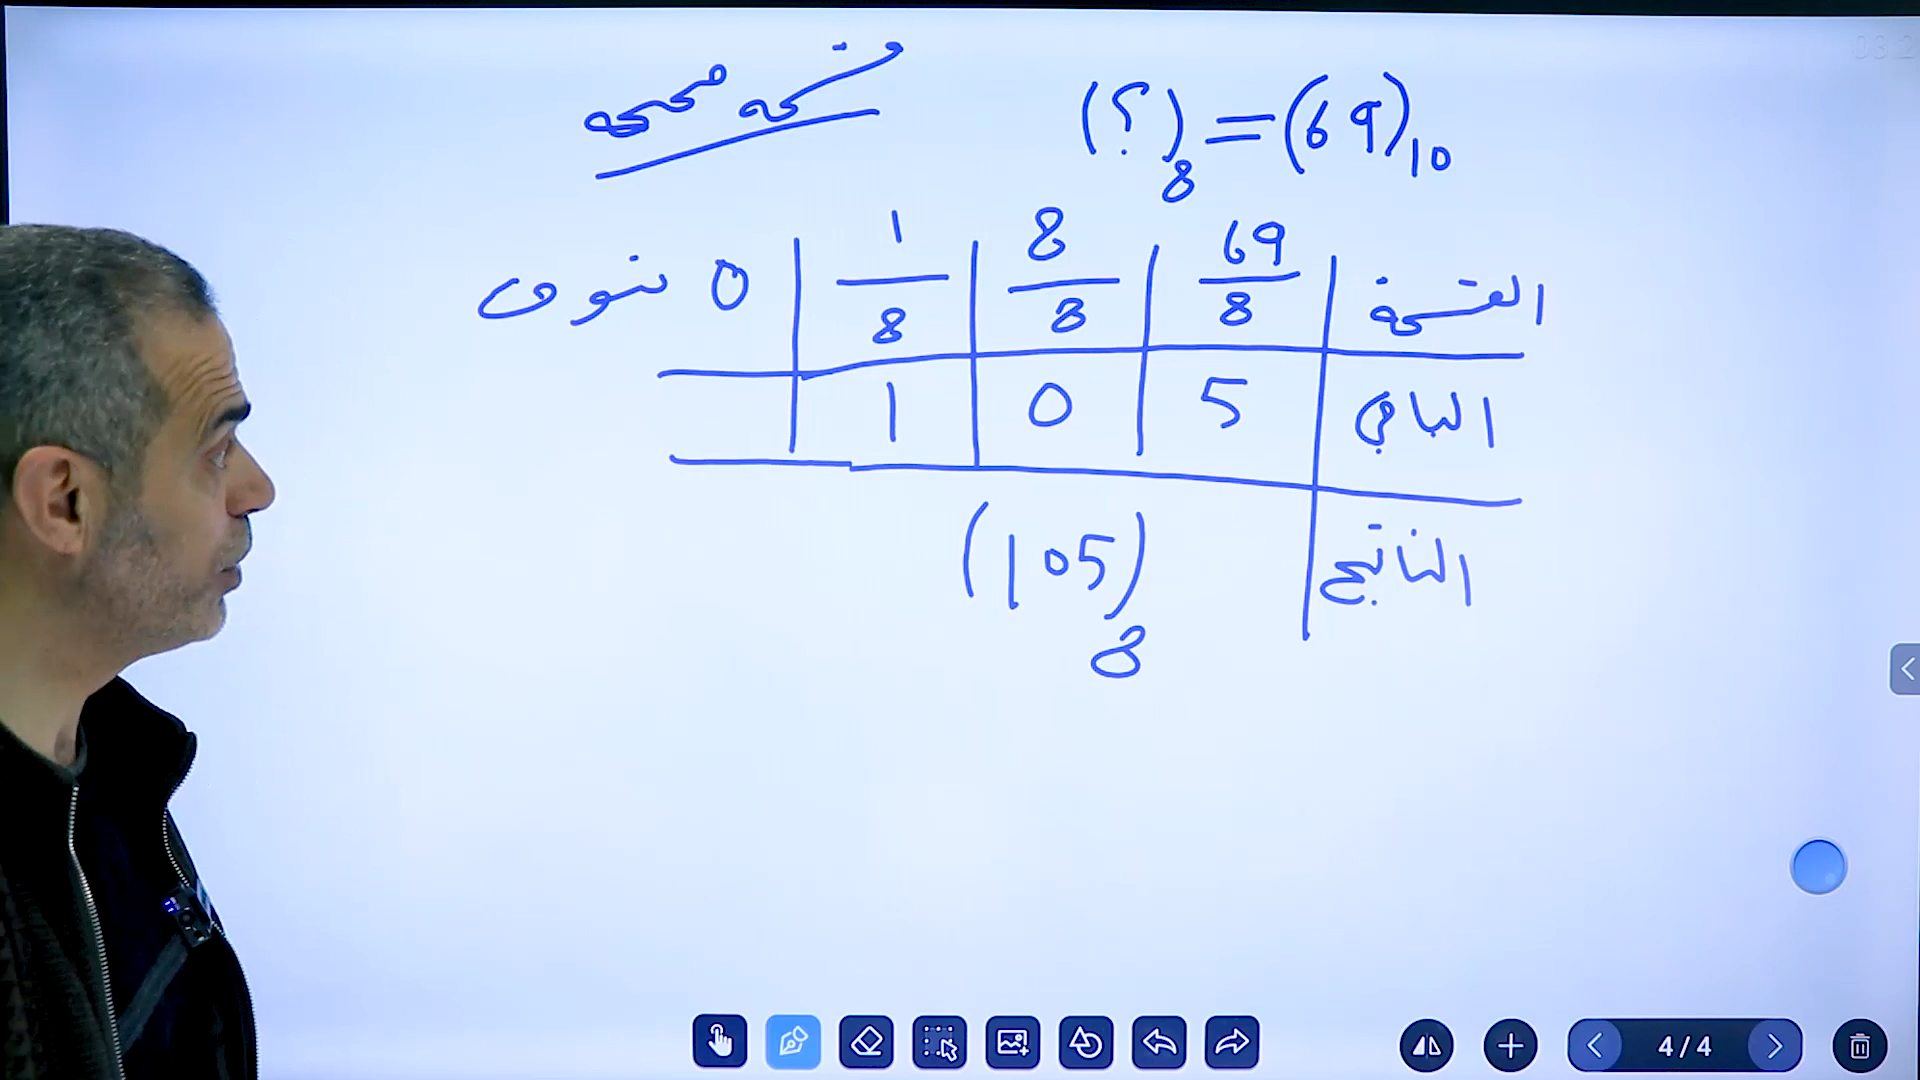 قسمة صحيحة
(؟)8 = (69)10
القسمة 69/8 8/8 1/8 0 نتوقف
الباقي 5 0 1
الناتج (105)8
4/4